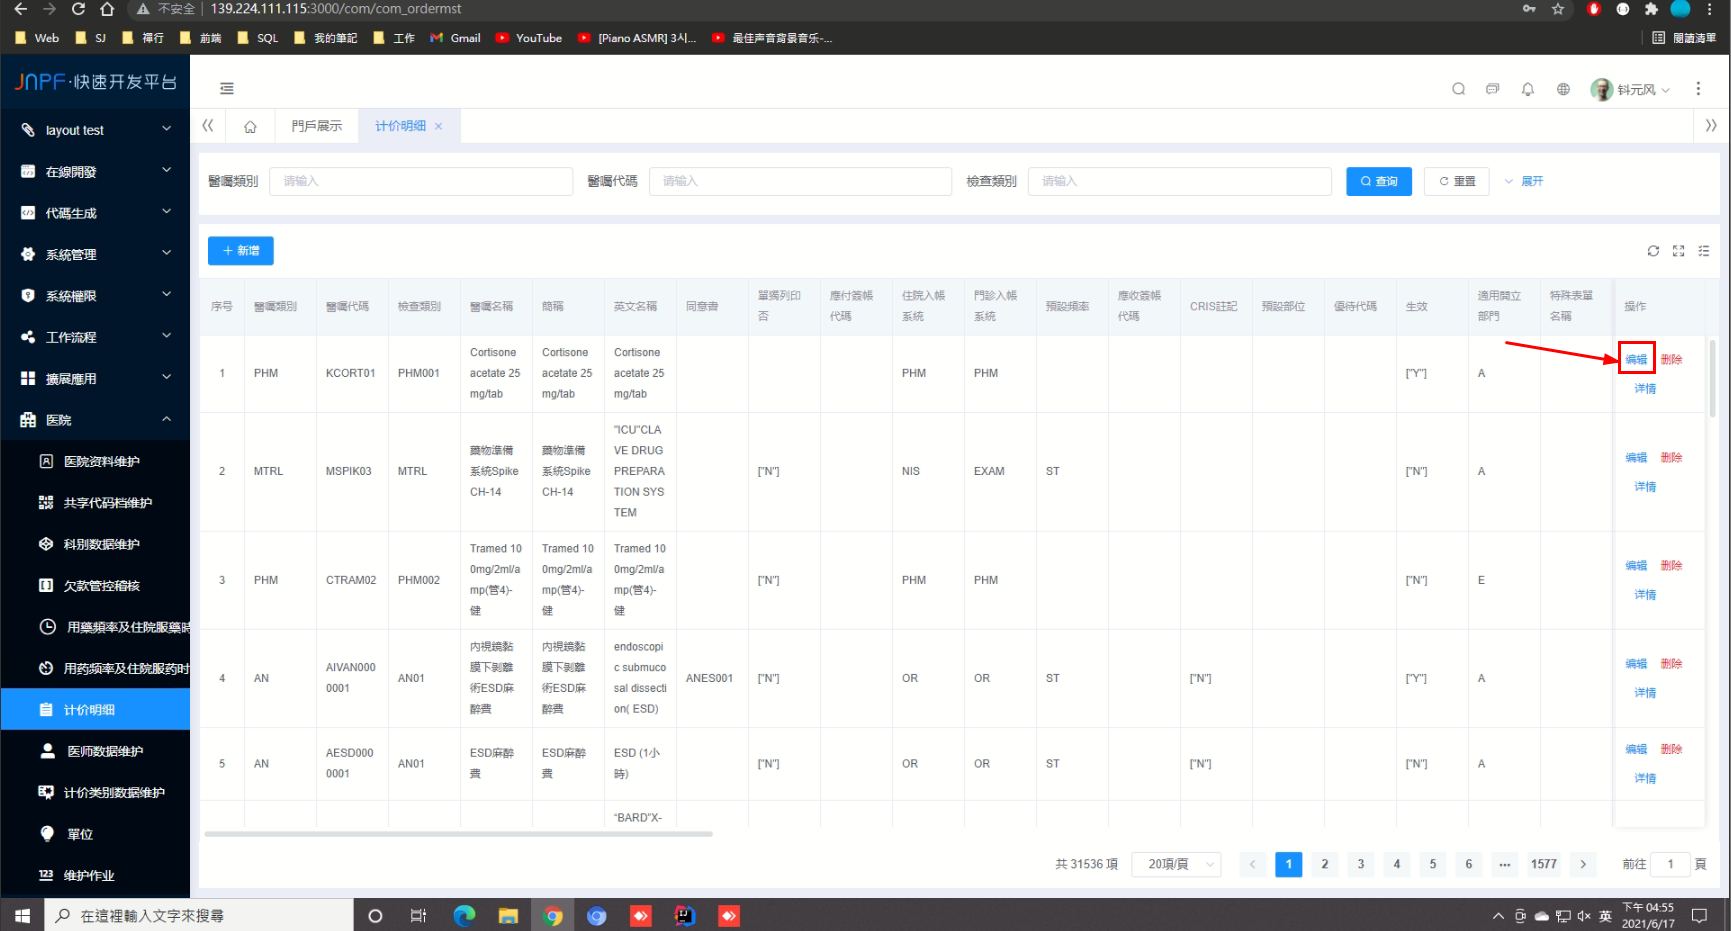 不安全 139.224.111.115:3000/com/com_ordermst
Web SJ 禪行 前端 SQL 我的筆記 工作 Gmail YouTube [Piano ASMR] 3시... 最佳声音背景音乐-... 閱讀清單
JNPF·快速开发平台
钭元风
layout test
在線開發
代碼生成
系統管理
系統權限
工作流程
擴展應用
医院
医院资料维护
共享代码档维护
科别数据维护
欠款管控稽核
用藥頻率及住院服藥時
用药频率及住院服药时
计价明细
医师数据维护
计价类别数据维护
單位
维护作业
門戶展示 计价明细 ×
醫囑類別 请输入 醫囑代碼 请输入 檢查類別 请输入 查询 重置 展开
+ 新增
序号 醫囑類別 醫囑代碼 檢查類別 醫囑名稱 簡稱 英文名稱 同意書 單獨列印否 應付簽帳代碼 住院入帳系統 門診入帳系統 預設頻率 應收簽帳代碼 CRIS註記 預設部位 優待代碼 生效 適用開立部門 特殊表單名稱 操作
1 PHM KCORT01 PHM001 Cortisone acetate 25 mg/tab Cortisone acetate 25 mg/tab Cortisone acetate 25 mg/tab PHM PHM ["Y"] A 编辑 删除 详情
2 MTRL MSPIK03 MTRL 藥物準備系統Spike CH-14 藥物準備系統Spike CH-14 "ICU"CLAVE DRUG PREPARATION SYSTEM ["N"] NIS EXAM ST ["N"] A 编辑 删除 详情
3 PHM CTRAM02 PHM002 Tramed 100mg/2ml/amp(管4)-健 Tramed 100mg/2ml/amp(管4)-健 Tramed 100mg/2ml/amp(管4)-健 ["N"] PHM PHM ["N"] E 编辑 删除 详情
4 AN AIVAN0000001 AN01 內視鏡黏膜下剝離術ESD麻醉費 內視鏡黏膜下剝離術ESD麻醉費 endoscopic submucosal dissection( ESD) ANES001 ["N"] OR OR ST ["N"] ["Y"] A 编辑 删除 详情
5 AN AESD0000001 AN01 ESD麻醉費 ESD麻醉費 ESD (1小時) ["N"] OR OR ST ["N"] ["N"] A 编辑 删除 详情
"BARD"X-
共 31536 項 20項/頁 1 2 3 4 5 6 ... 1577 前往 1 頁
在這裡輸入文字來搜尋
英 下午 04:55
2021/6/17